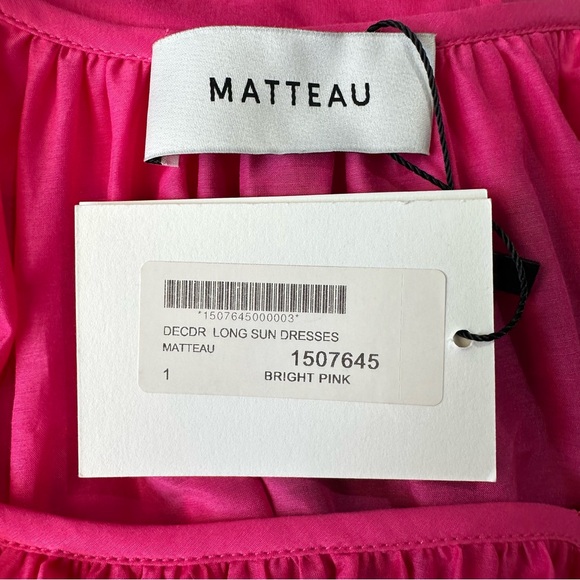 MATTEAU
*1507645000003*
DECDR LONG SUN DRESSES
MATTEAU 1507645
1 BRIGHT PINK